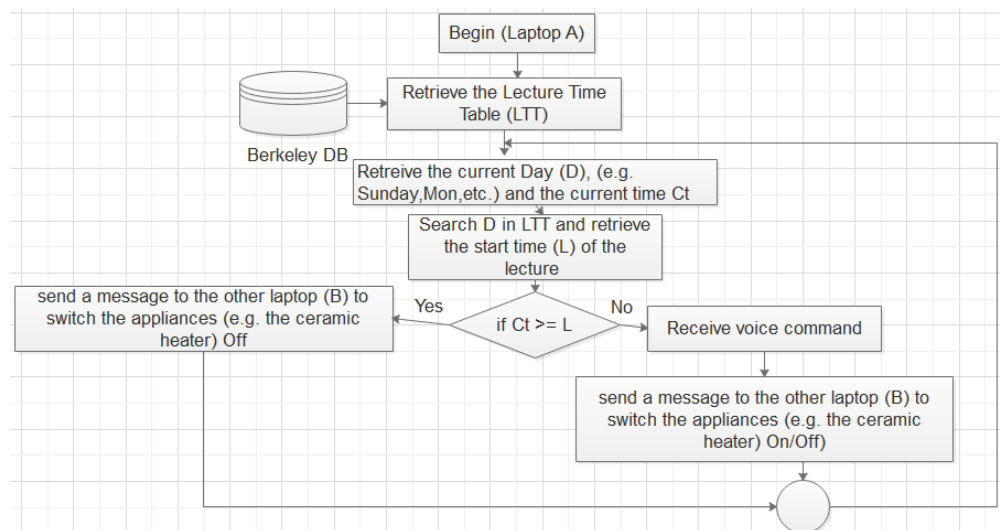 Begin (Laptop A)
Retrieve the Lecture Time
Table (LTT)
Berkeley DB
Retreive the current Day (D), (e.g.
Sunday,Mon,etc.) and the current time Ct
Search D in LTT and retrieve
the start time (L) of the
lecture
send a message to the other laptop (B) to
switch the appliances (e.g. the ceramic
heater) Off
Yes
if Ct >= L
No
Receive voice command
send a message to the other laptop (B) to
switch the appliances (e.g. the ceramic
heater) On/Off)